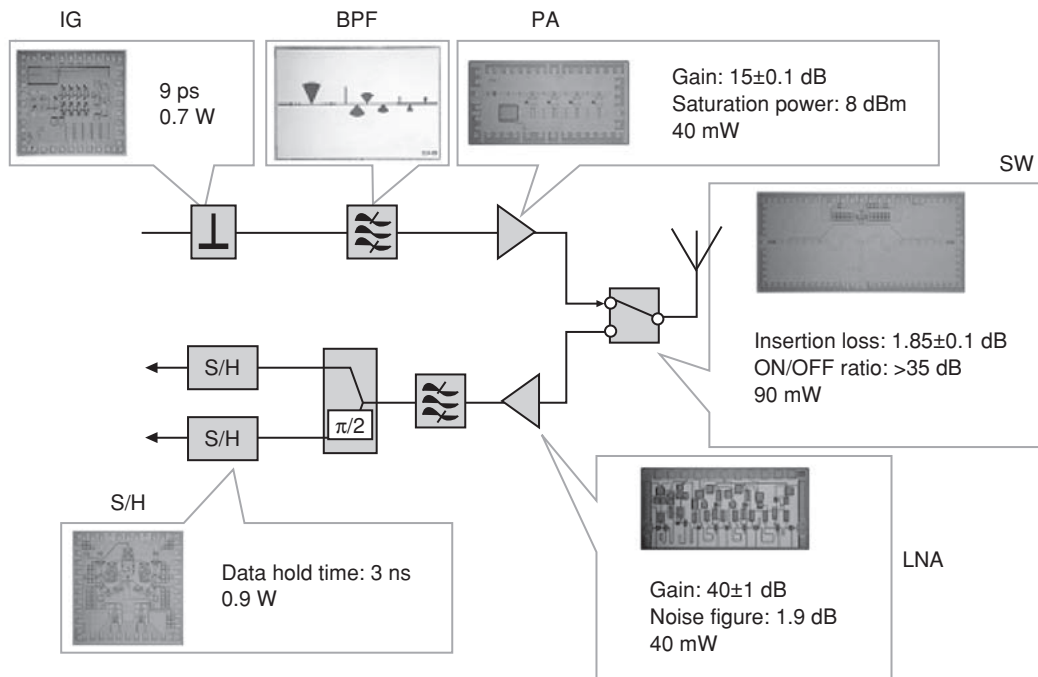 IG
BPF
PA
9 ps
0.7 W
Gain: 15±0.1 dB
Saturation power: 8 dBm
40 mW
SW
Insertion loss: 1.85±0.1 dB
ON/OFF ratio: >35 dB
90 mW
S/H
π/2
S/H
S/H
Data hold time: 3 ns
0.9 W
LNA
Gain: 40±1 dB
Noise figure: 1.9 dB
40 mW